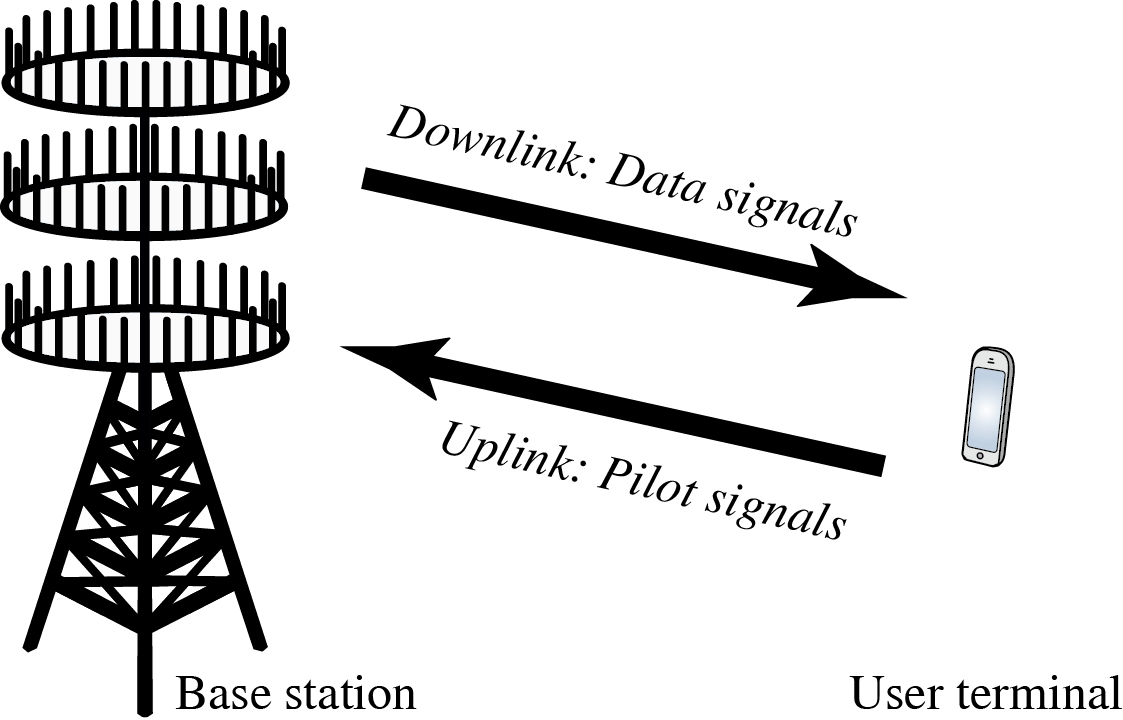 Downlink: Data signals
Uplink: Pilot signals
Base station
User terminal